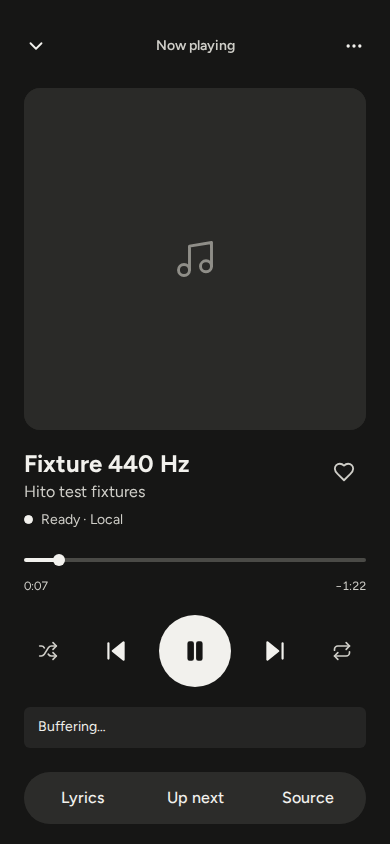 Now playing
Fixture 440 Hz
Hito test fixtures
Ready · Local
0:07
−1:22
Buffering...
Lyrics
Up next
Source